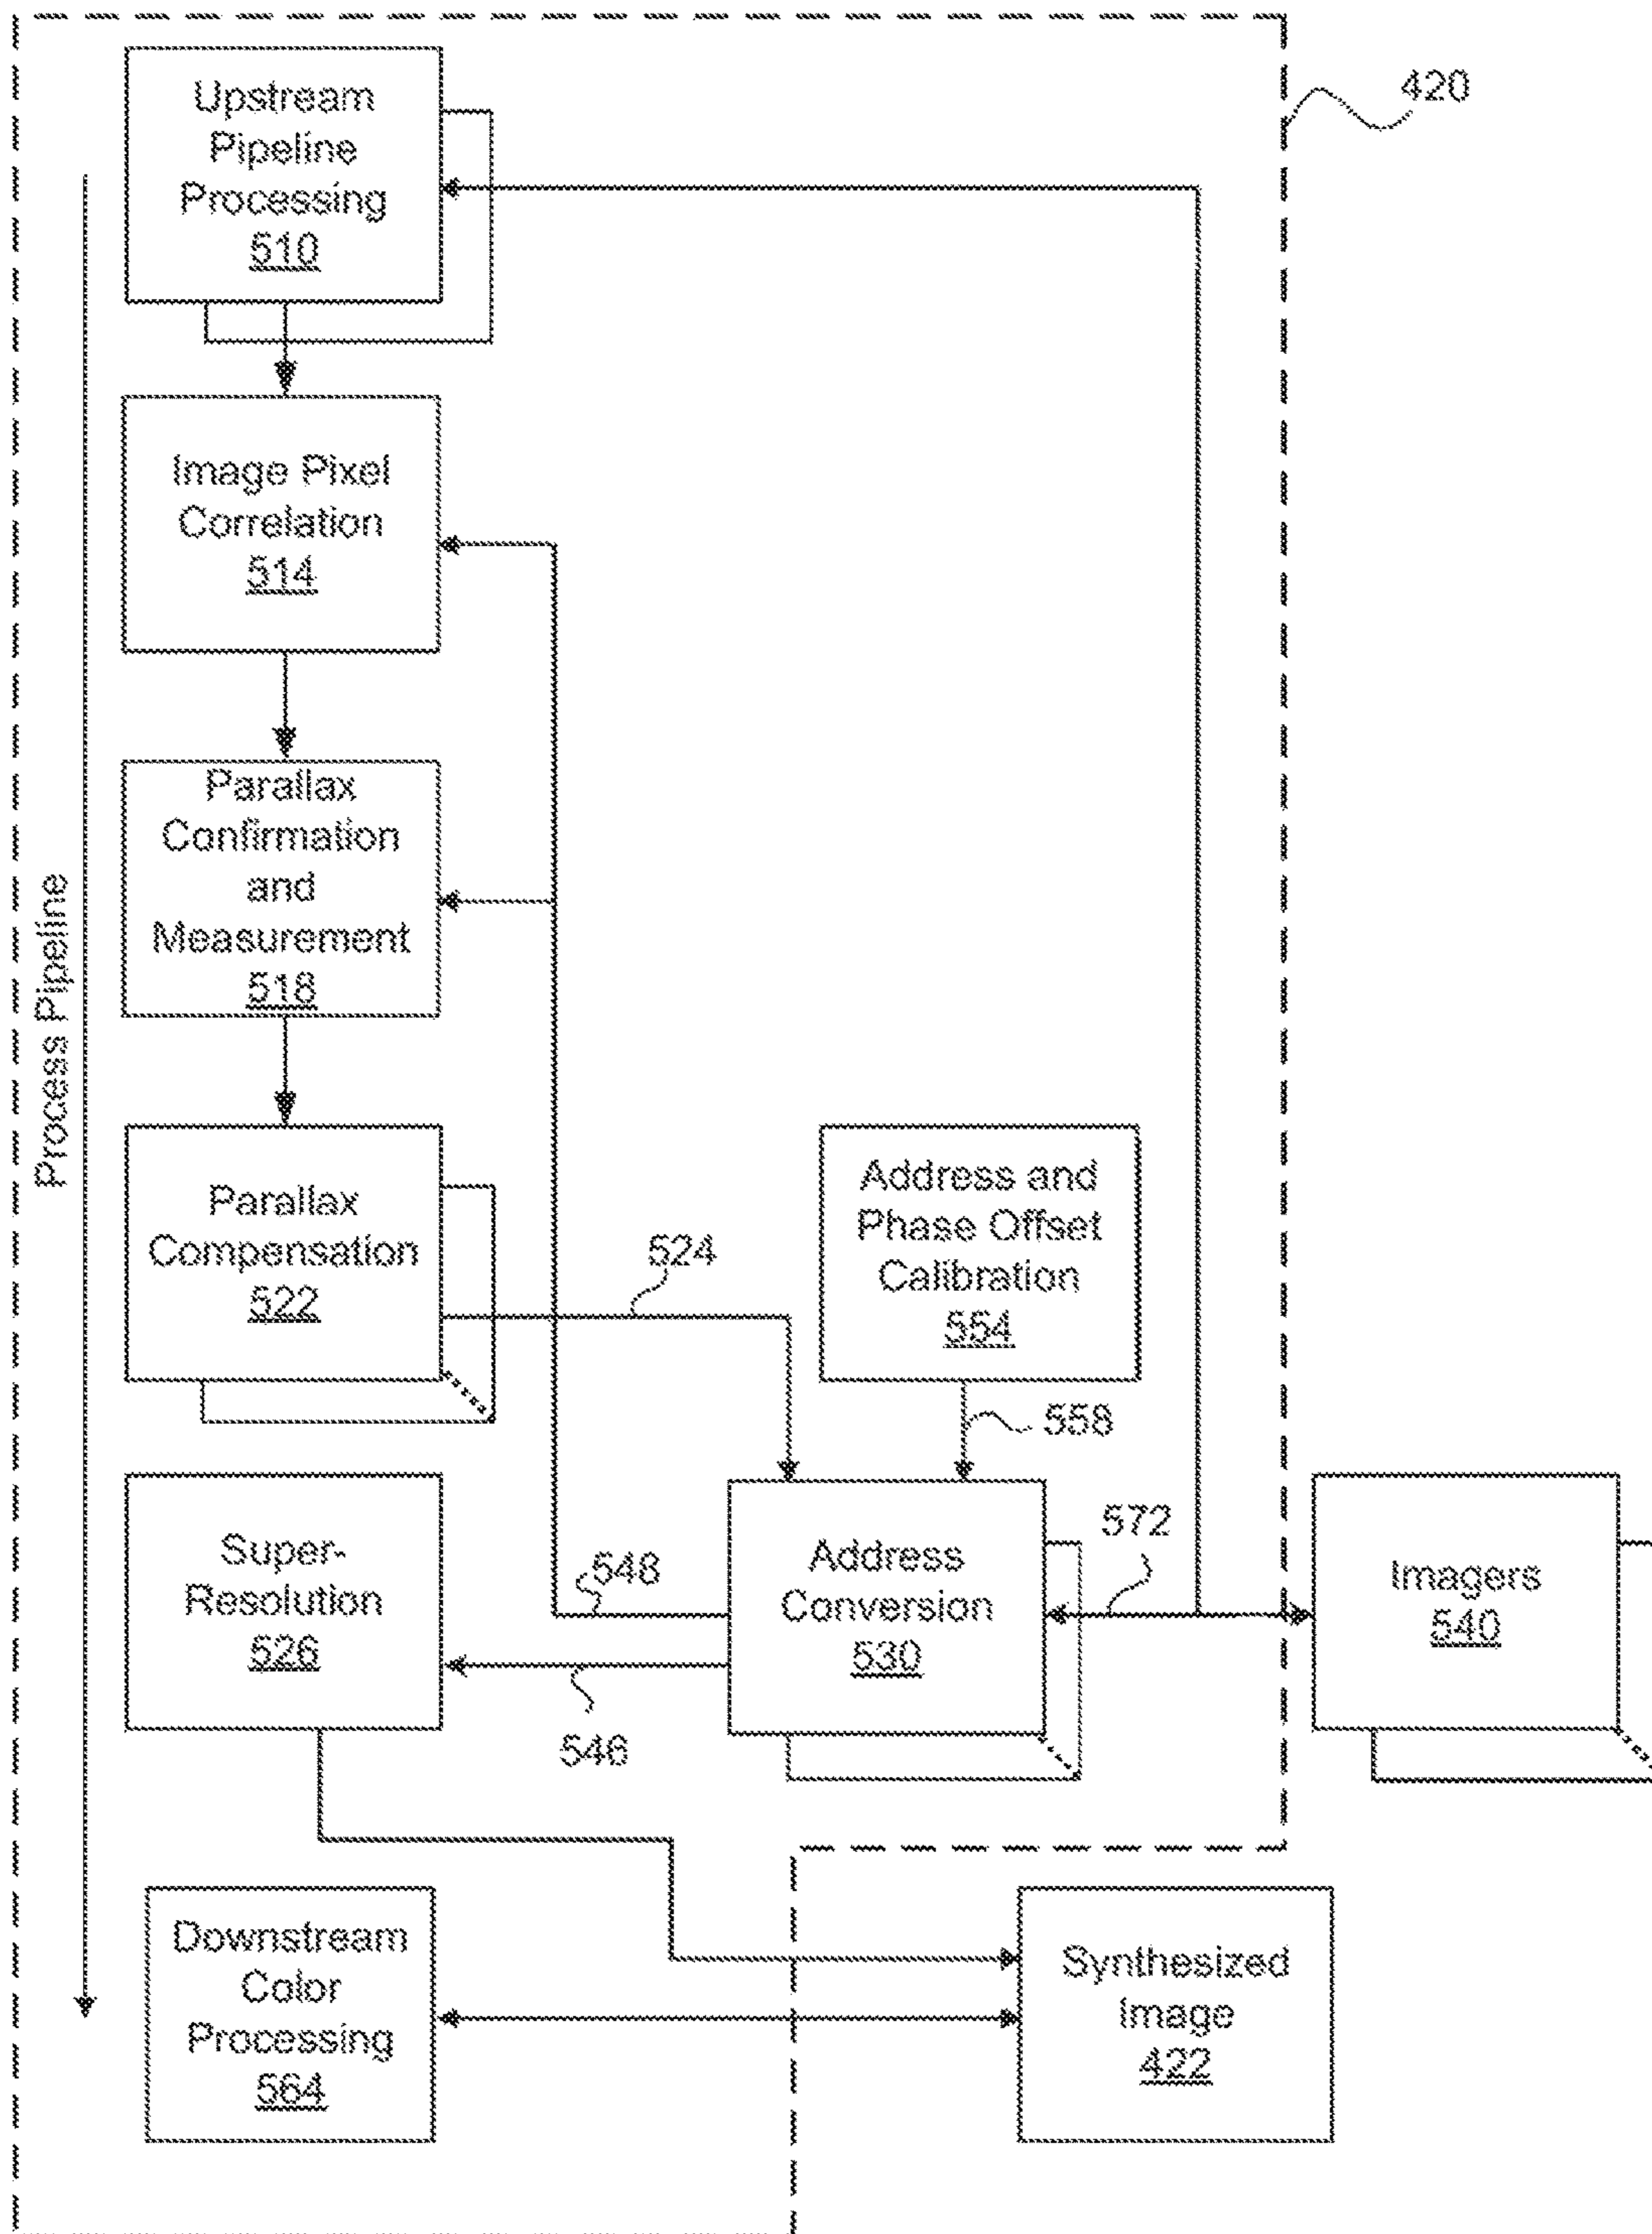 420
Upstream
Pipeline
Processing
510
Image Pixel
Correlation
514
Parallax
Confirmation
and
Measurement
518
Process Pipeline
Parallax
Compensation
522
524
Address and
Phase Offset
Calibration
554
558
Super-
Resolution
526
548
546
Address
Conversion
530
572
Imagers
540
Downstream
Color
Processing
564
Synthesized
Image
422